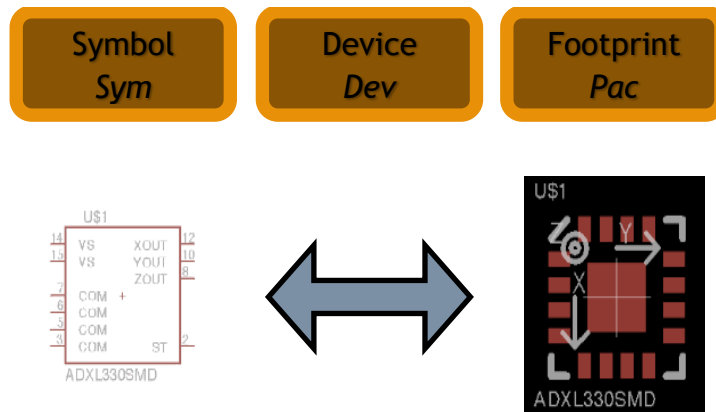 Symbol
Sym
Device
Dev
Footprint
Pac
U$1
14 VS XOUT 12
15 VS YOUT 10
ZOUT 8
7 COM
6 COM
5 COM
3 COM ST 2
ADXL330SMD
U$1
Z Y
X
ADXL330SMD